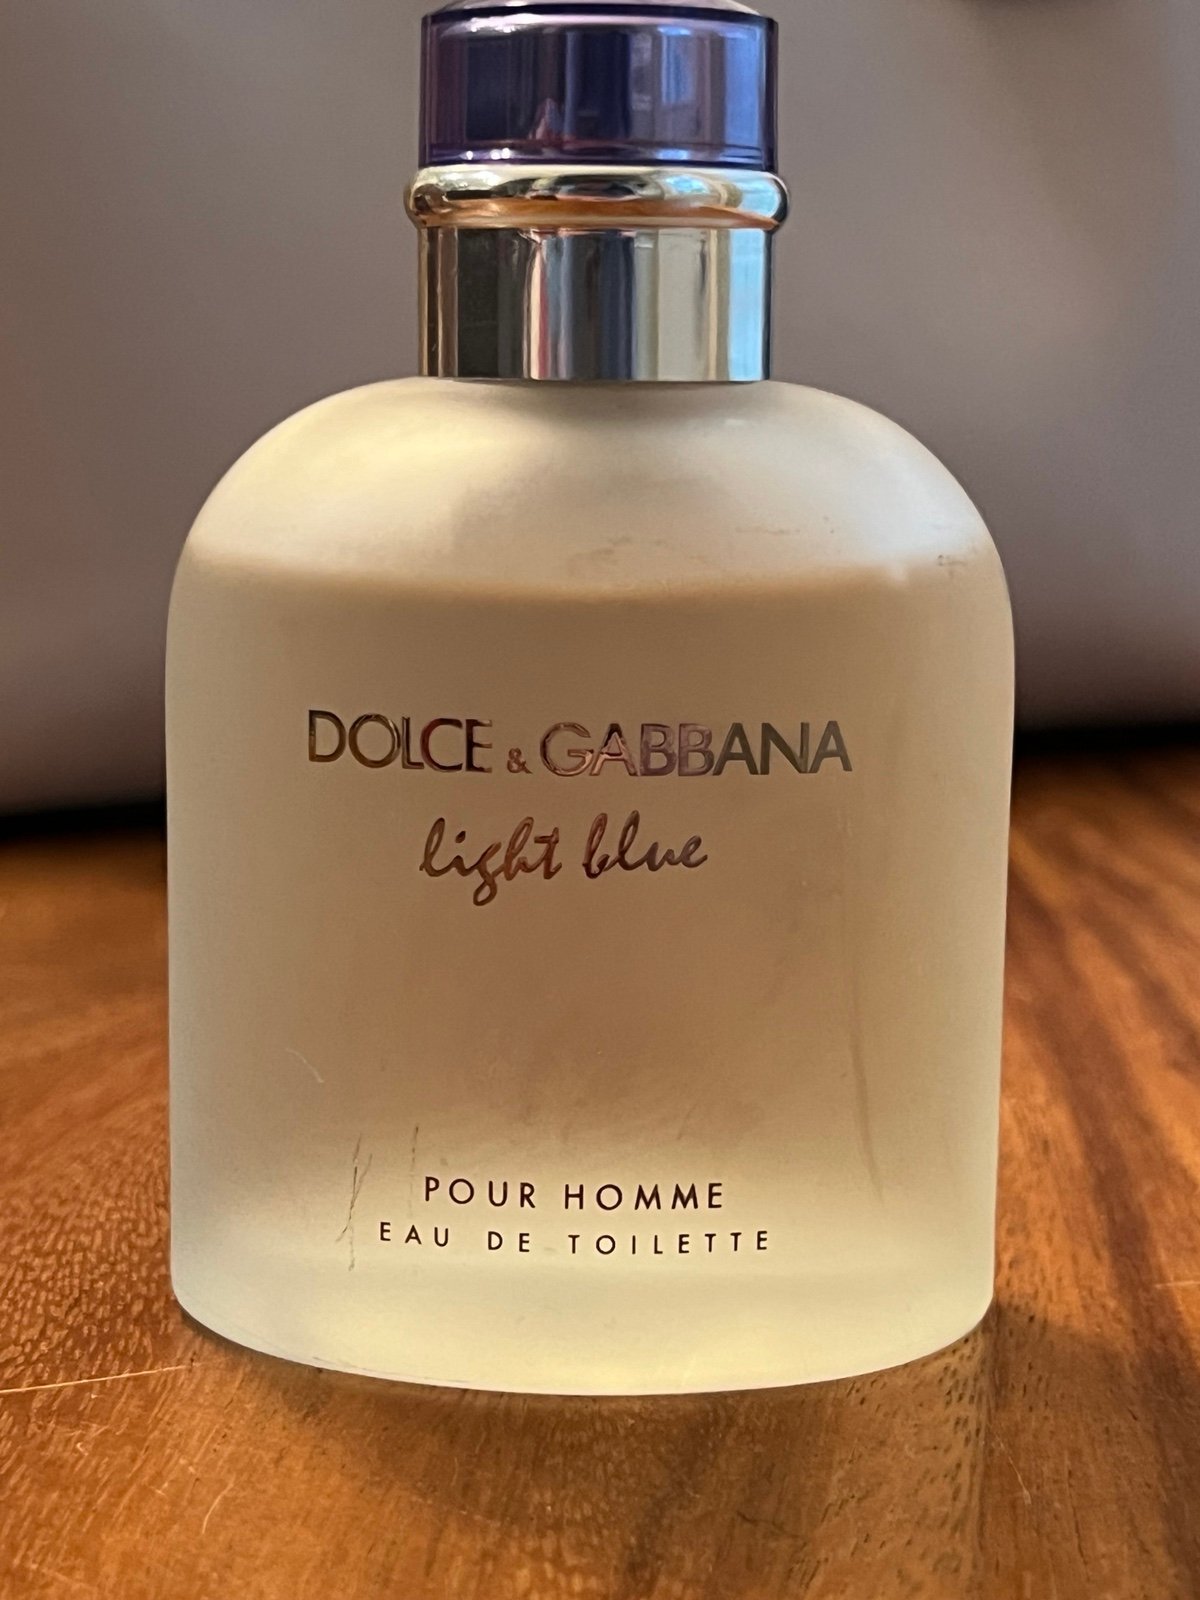 DOLCE & GABBANA
light blue
POUR HOMME
EAU DE TOILETTE